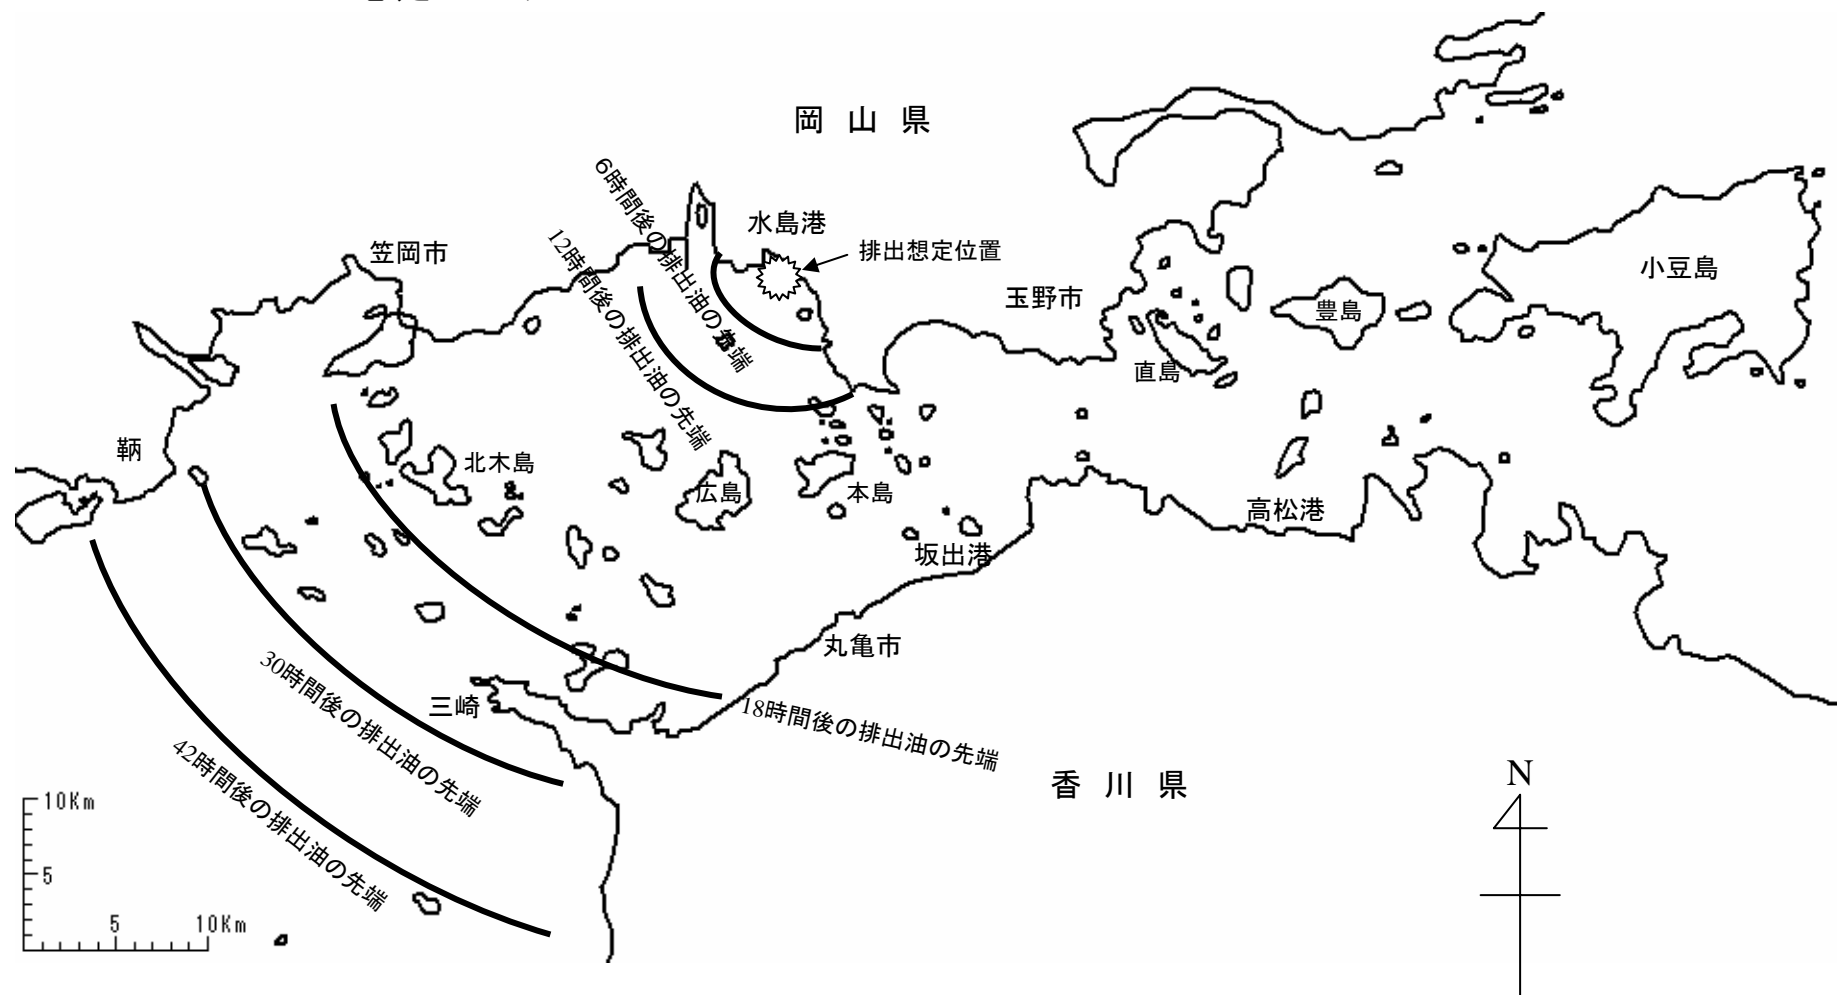 岡山県
6時間後の排出油の先端
水島港
12時間後の排出油の先端
排出想定位置
笠岡市
玉野市
小豆島
豊島
直島
鞆
北木島
広島
本島
高松港
坂出港
丸亀市
30時間後の排出油の先端
三崎
18時間後の排出油の先端
42時間後の排出油の先端
香川県
N
10Km
5
5
10Km